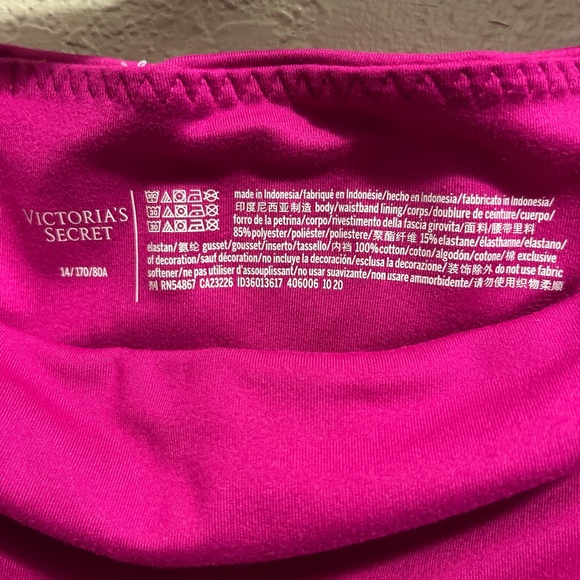 VICTORIA'S
SECRET
14/170/80A
made in Indonesia/fabriqué en Indonésie/hecho en Indonesia/fabbricato in Indonesia/
印度尼西亚制造 body/waistband lining/corps/doublure de ceinture/cuerpo/
forro de la petrina/corpo/rivestimento della fascia girovita/面料/腰带里料
85%polyester/poliéster/poliestere/聚酯纤维 15%elastane/élasthanne/elastano/
elastan/氨纶 gusset/gousset/inserto/tassello/内裆 100%cotton/coton/algodón/cotone/棉 exclusive
of decoration/sauf décoration/no incluye la decoración/esclusa la decorazione/装饰除外 do not use fabric
softener/ne pas utiliser d'assouplissant/no usar suavizante/non usare ammorbidente/请勿使用织物柔顺
剂 RN54867 CA23226 ID36013617 406006 10 20